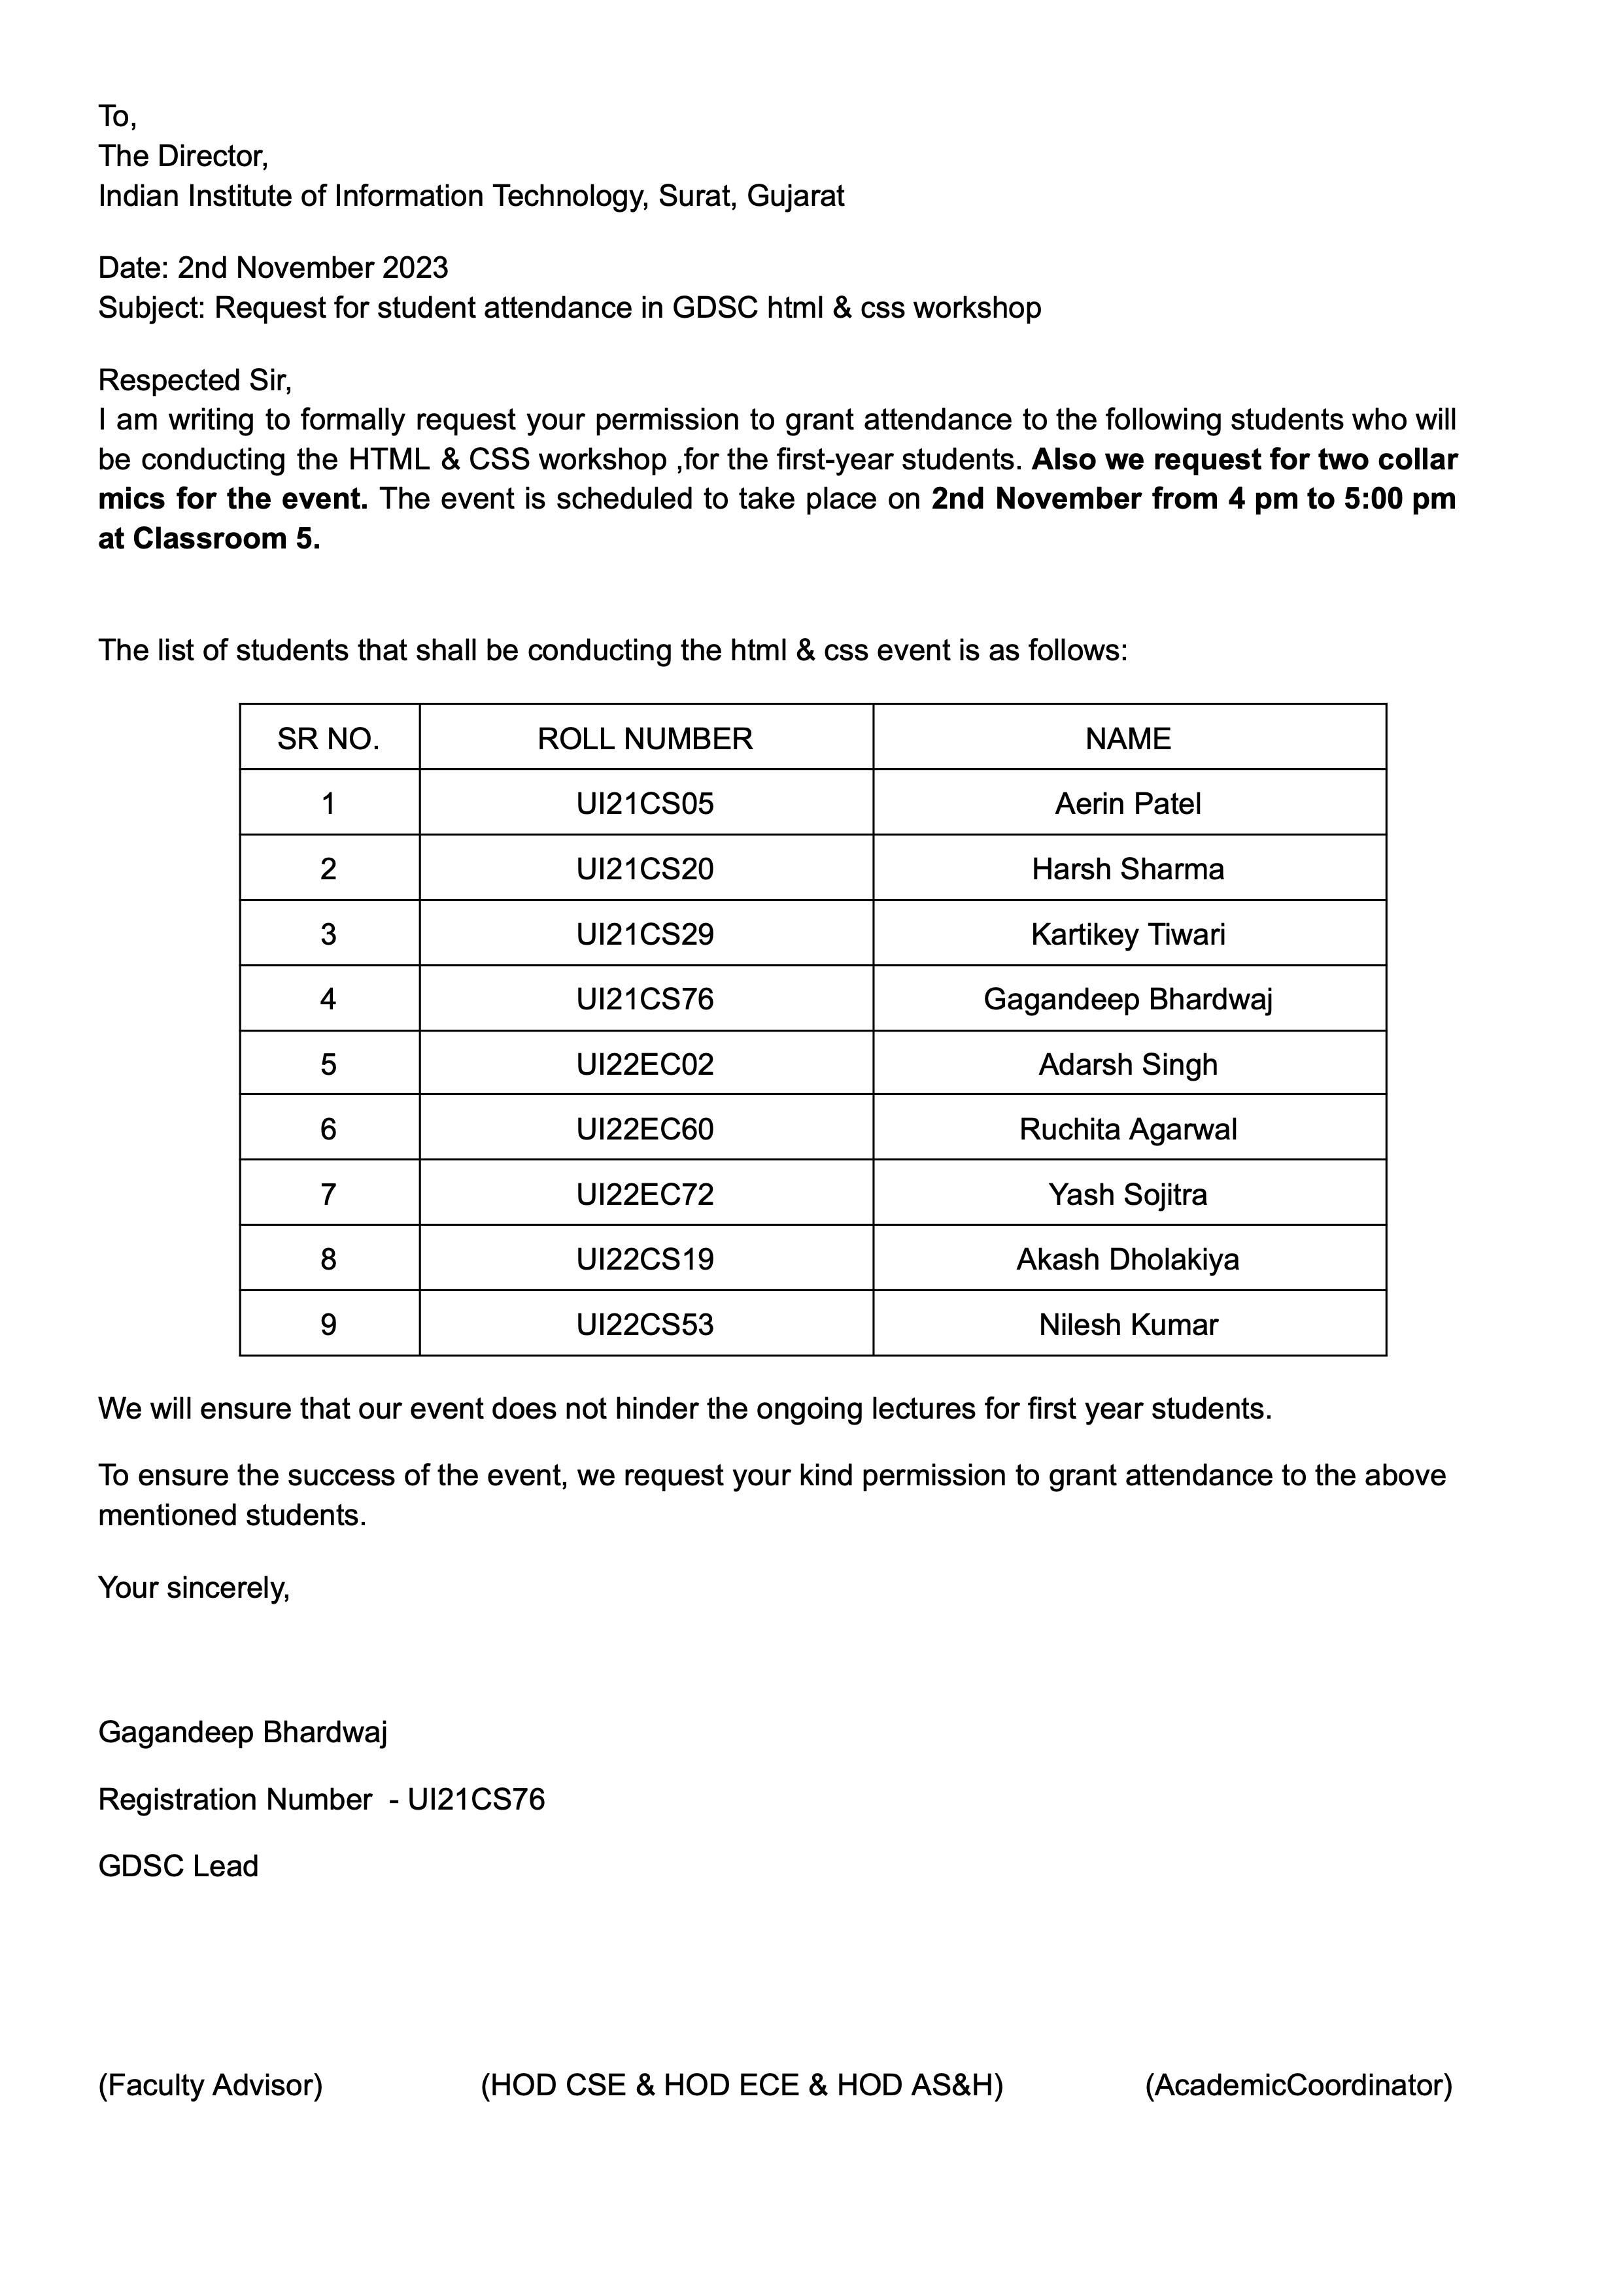 To,
The Director,
Indian Institute of Information Technology, Surat, Gujarat
Date: 2nd November 2023
Subject: Request for student attendance in GDSC html & css workshop
Respected Sir,
I am writing to formally request your permission to grant attendance to the following students who will
be conducting the HTML & CSS workshop ,for the first-year students. Also we request for two collar
mics for the event. The event is scheduled to take place on 2nd November from 4 pm to 5:00 pm
at Classroom 5.
The list of students that shall be conducting the html & css event is as follows:
SR NO. ROLL NUMBER NAME
1 UI21CS05 Aerin Patel
2 UI21CS20 Harsh Sharma
3 UI21CS29 Kartikey Tiwari
4 UI21CS76 Gagandeep Bhardwaj
5 UI22EC02 Adarsh Singh
6 UI22EC60 Ruchita Agarwal
7 UI22EC72 Yash Sojitra
8 UI22CS19 Akash Dholakiya
9 UI22CS53 Nilesh Kumar
We will ensure that our event does not hinder the ongoing lectures for first year students.
To ensure the success of the event, we request your kind permission to grant attendance to the above
mentioned students.
Your sincerely,
Gagandeep Bhardwaj
Registration Number  - UI21CS76
GDSC Lead
(Faculty Advisor) (HOD CSE & HOD ECE & HOD AS&H) (AcademicCoordinator)